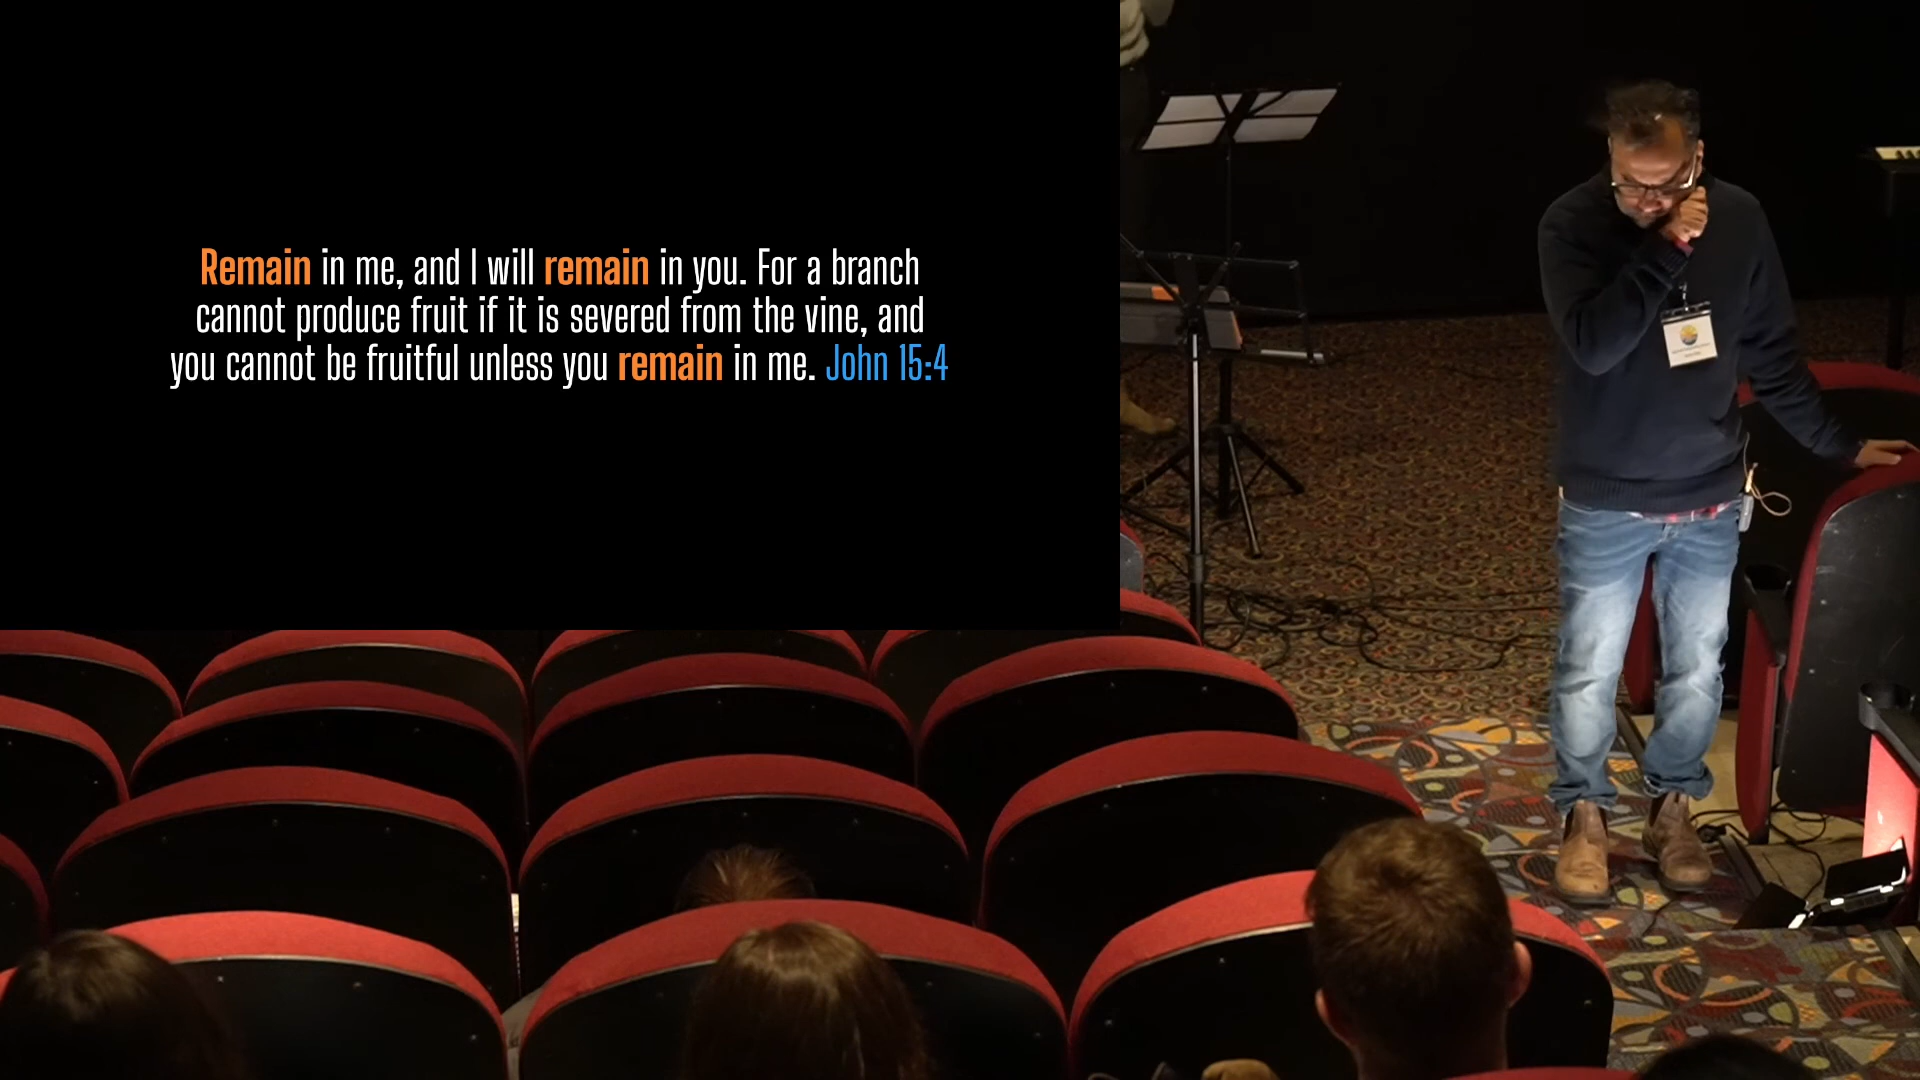 Remain in me, and I will remain in you. For a branch
cannot produce fruit if it is severed from the vine, and
you cannot be fruitful unless you remain in me. John 15:4